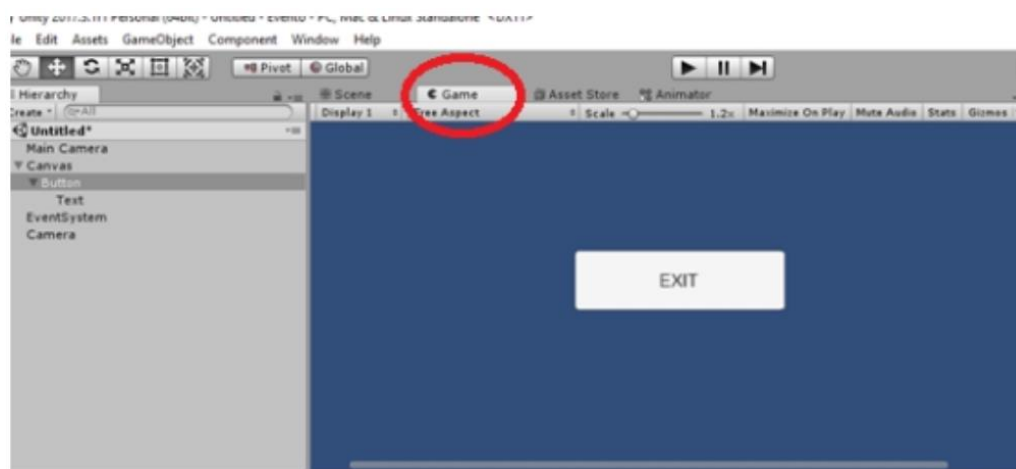 Unity 2017.3.1f1 Personal (64bit) - Untitled - Evento - PC, Mac & Linux Standalone <DX11>
le Edit Assets GameObject Component Window Help
Pivot Global
Hierarchy
Scene Game Asset Store Animator
Create All
Display 1 Free Aspect Scale 1.2x Maximize On Play Mute Audio Stats Gizmos
Untitled*
Main Camera
Canvas
Button
Text
EventSystem
Camera
EXIT